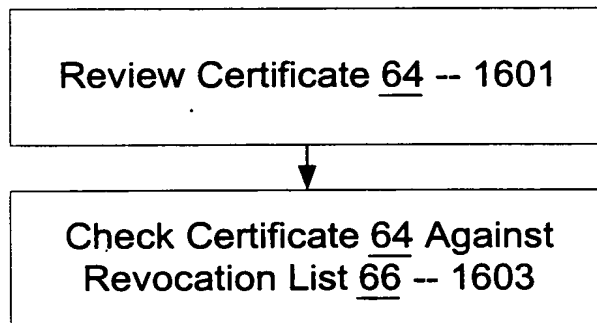 Review Certificate 64 -- 1601
Check Certificate 64 Against
Revocation List 66 -- 1603